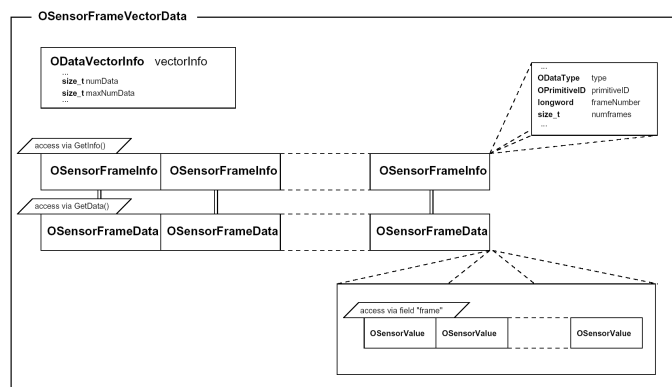 OSensorFrameVectorData
ODataVectorInfo vectorInfo
...
size_t numData
size_t maxNumData
...
...
ODataType type
OPrimitiveID primitiveID
longword frameNumber
size_t numframes
...
access via GetInfo()
OSensorFrameInfo OSensorFrameInfo OSensorFrameInfo
access via GetData()
OSensorFrameData OSensorFrameData OSensorFrameData
access via field "frame"
OSensorValue OSensorValue OSensorValue